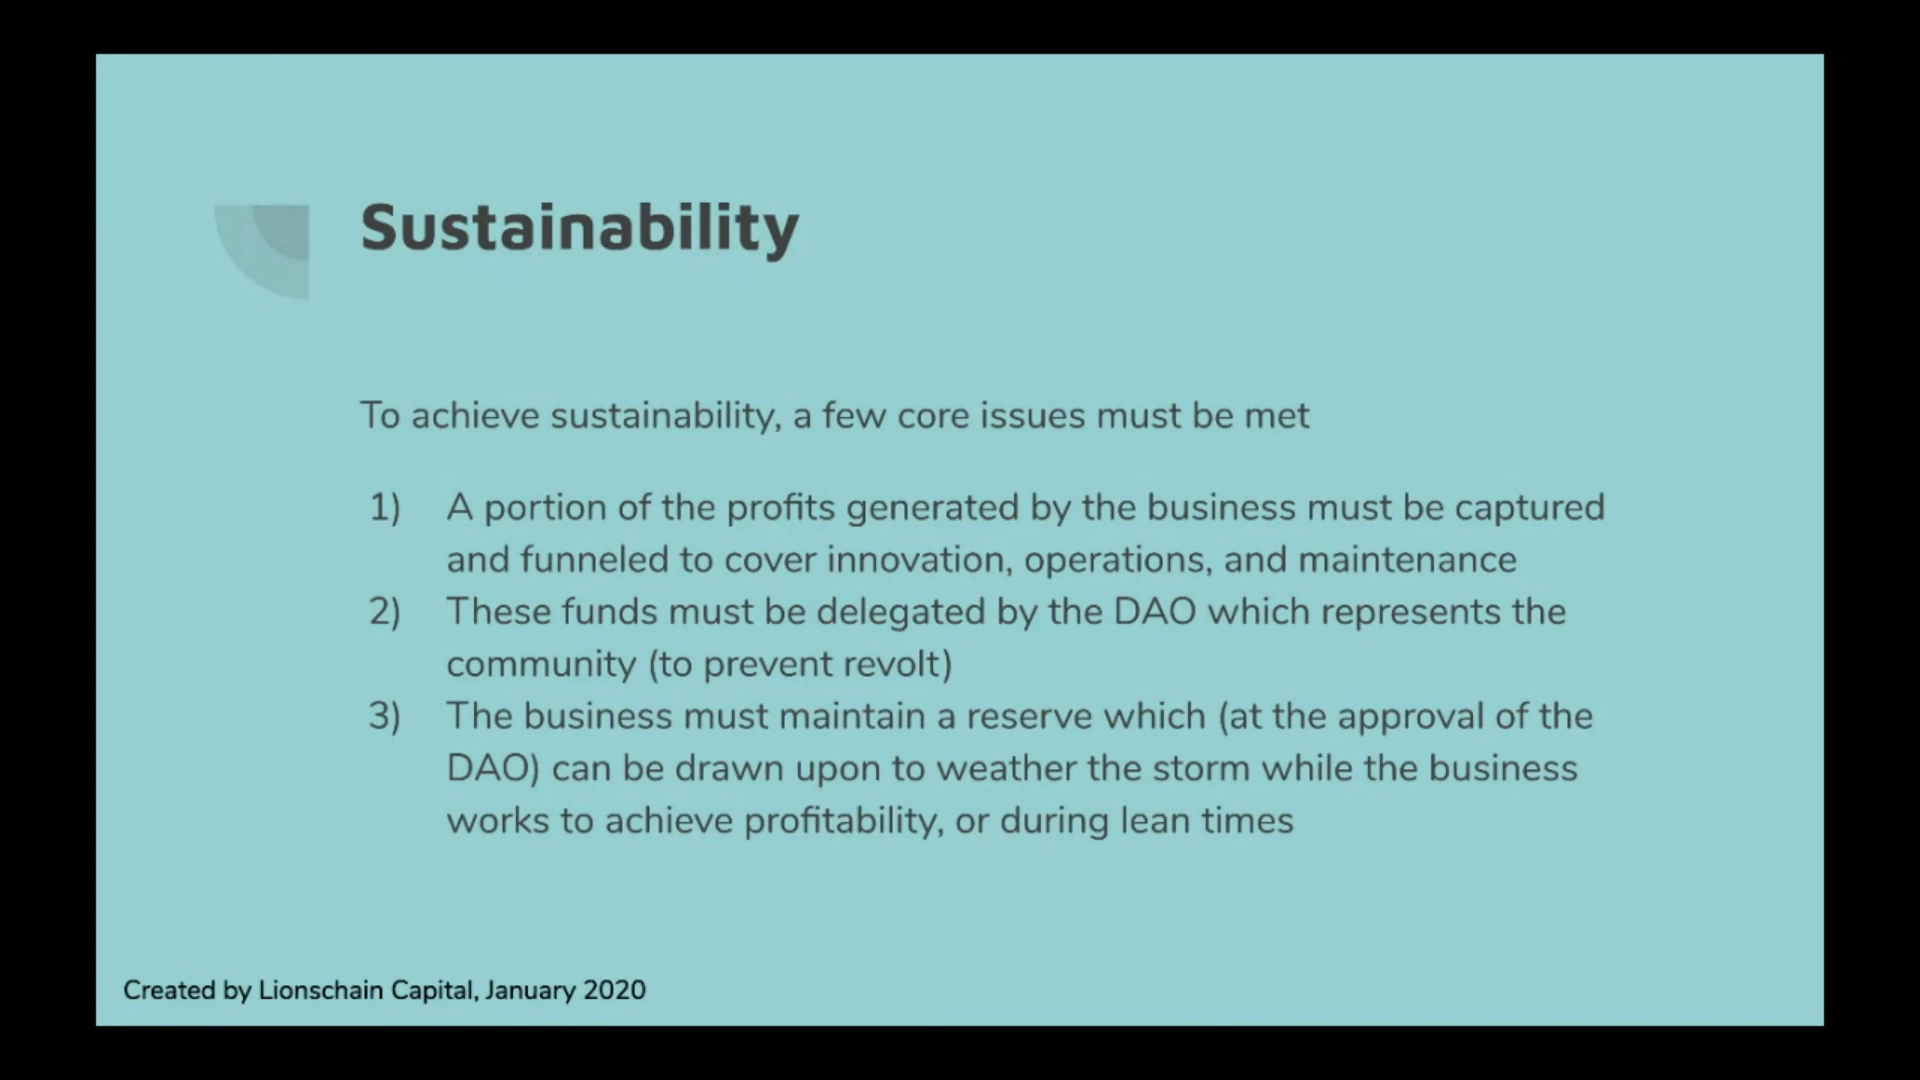 Sustainability
To achieve sustainability, a few core issues must be met
1) A portion of the profits generated by the business must be captured
and funneled to cover innovation, operations, and maintenance
2) These funds must be delegated by the DAO which represents the
community (to prevent revolt)
3) The business must maintain a reserve which (at the approval of the
DAO) can be drawn upon to weather the storm while the business
works to achieve profitability, or during lean times
Created by Lionschain Capital, January 2020